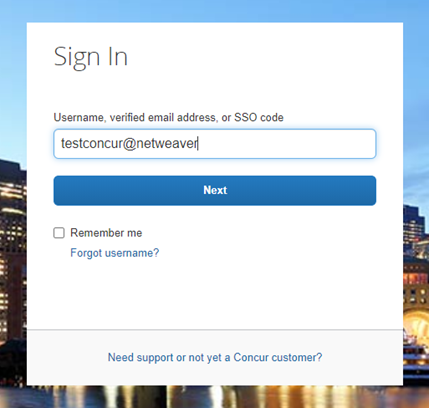 Sign In
Username, verified email address, or SSO code
testconcur@netweaver
Next
Remember me
Forgot username?
Need support or not yet a Concur customer?